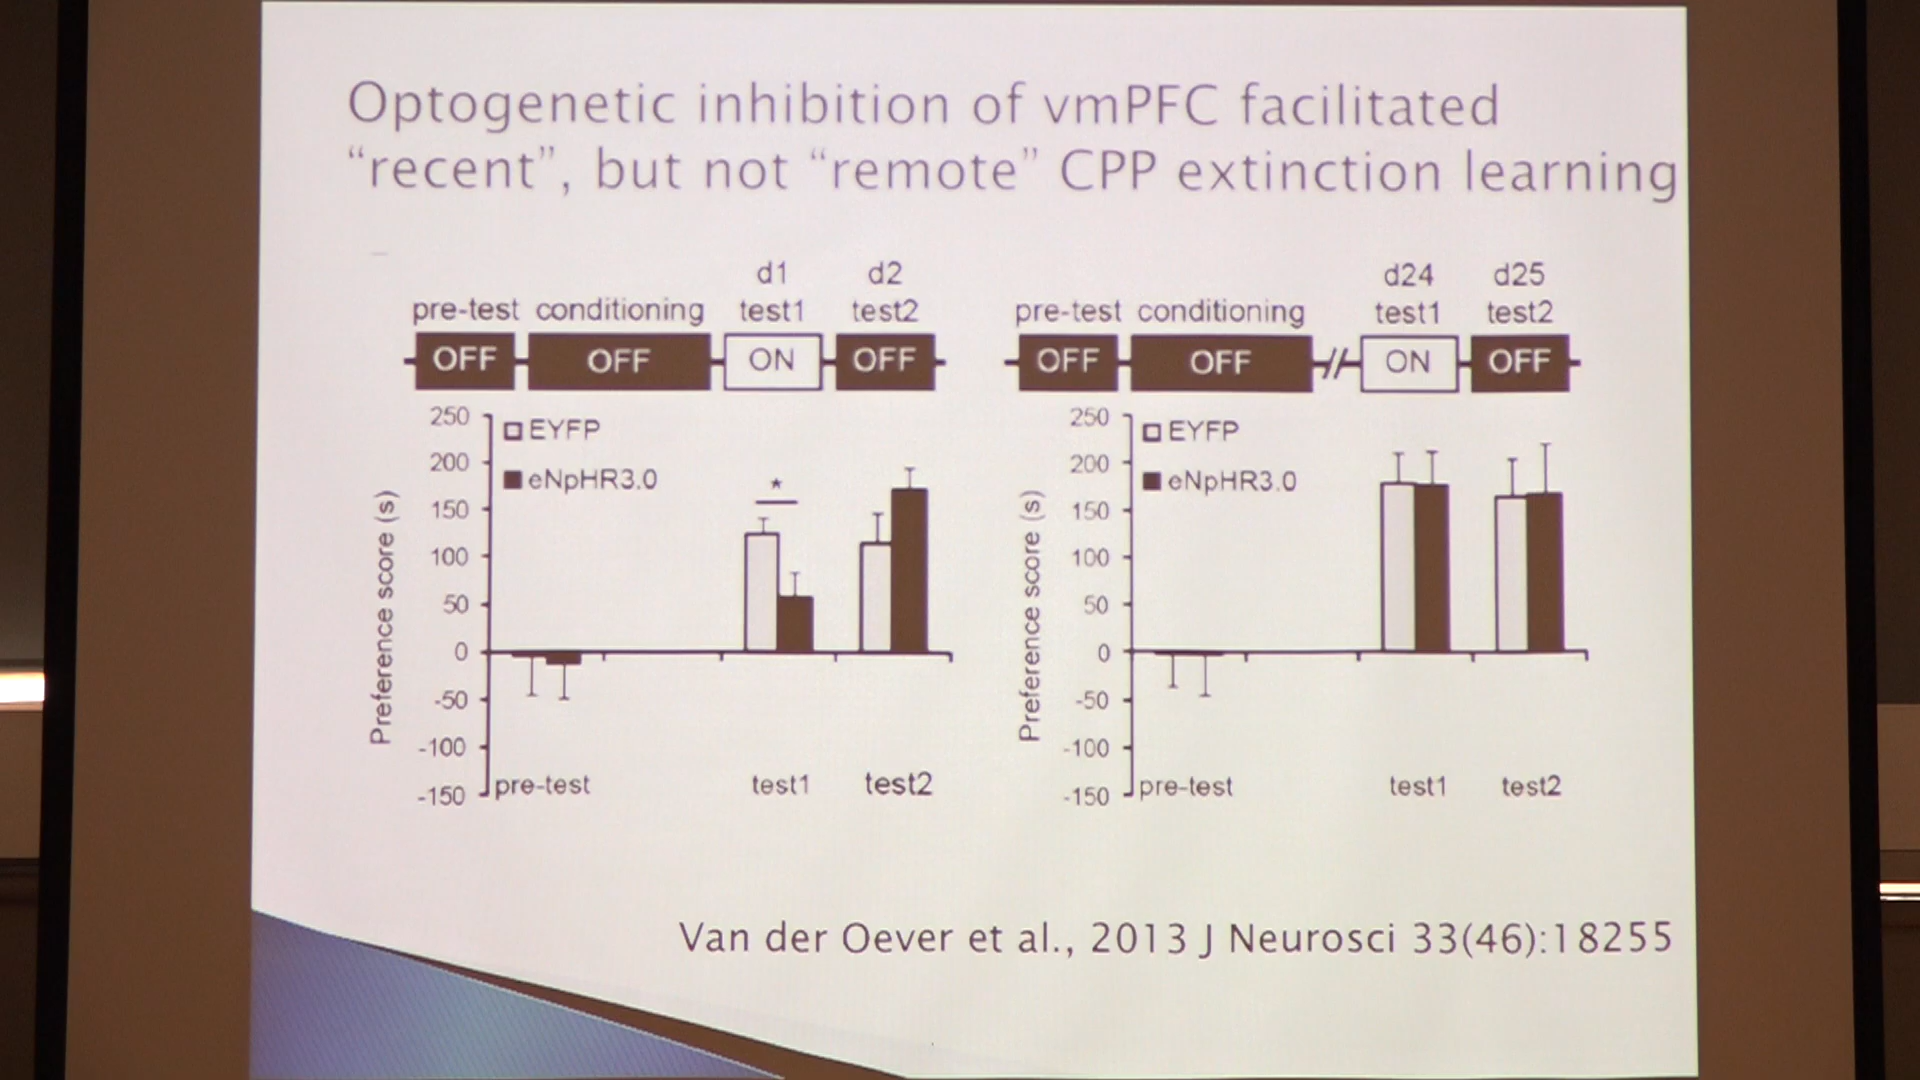 Optogenetic inhibition of vmPFC facilitated
“recent”, but not “remote” CPP extinction learning
d1 d2
pre-test conditioning test1 test2
OFF OFF ON OFF
250
200
150
100
50
0
-50
-100
-150
Preference score (s)
EYFP
eNpHR3.0
*
pre-test test1 test2
d24 d25
pre-test conditioning test1 test2
OFF OFF ON OFF
250
200
150
100
50
0
-50
-100
-150
Preference score (s)
EYFP
eNpHR3.0
pre-test test1 test2
Van der Oever et al., 2013 J Neurosci 33(46):18255